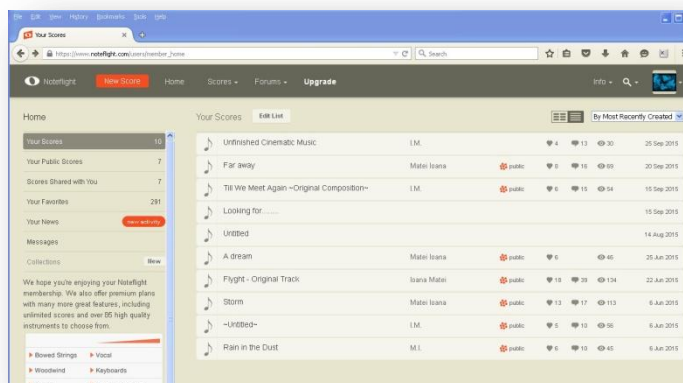 File Edit View History Bookmarks Tools Help
Your Scores
https://www.noteflight.com/users/member_home
Search
Noteflight New Score Home Scores Forums Upgrade Info
Home
Your Scores 10
Your Public Scores 7
Scores Shared with You 7
Your Favorites 291
Your News new activity
Messages
Collections New
We hope you're enjoying your Noteflight
membership. We also offer premium plans
with many more great features, including
unlimited scores and over 85 high quality
instruments to choose from:
Bowed Strings Vocal
Woodwind Keyboards
Your Scores Edit List By Most Recently Created
Unfinished Cinematic Music I.M. 4 13 30 25 Sep 2015
Far away Matei Ioana public 8 16 89 20 Sep 2015
Till We Meet Again ~Original Composition~ I.M. public 6 15 54 15 Sep 2015
Looking for........ 15 Sep 2015
Untitled 14 Aug 2015
A dream Matei Ioana public 6 46 25 Jun 2015
Flyght - Original Track Ioana Matei public 18 39 134 22 Jun 2015
Storm Matei Ioana public 13 17 113 6 Jun 2015
~Untitled~ I.M. public 5 10 56 6 Jun 2015
Rain in the Dust M.I. public 6 10 45 6 Jun 2015